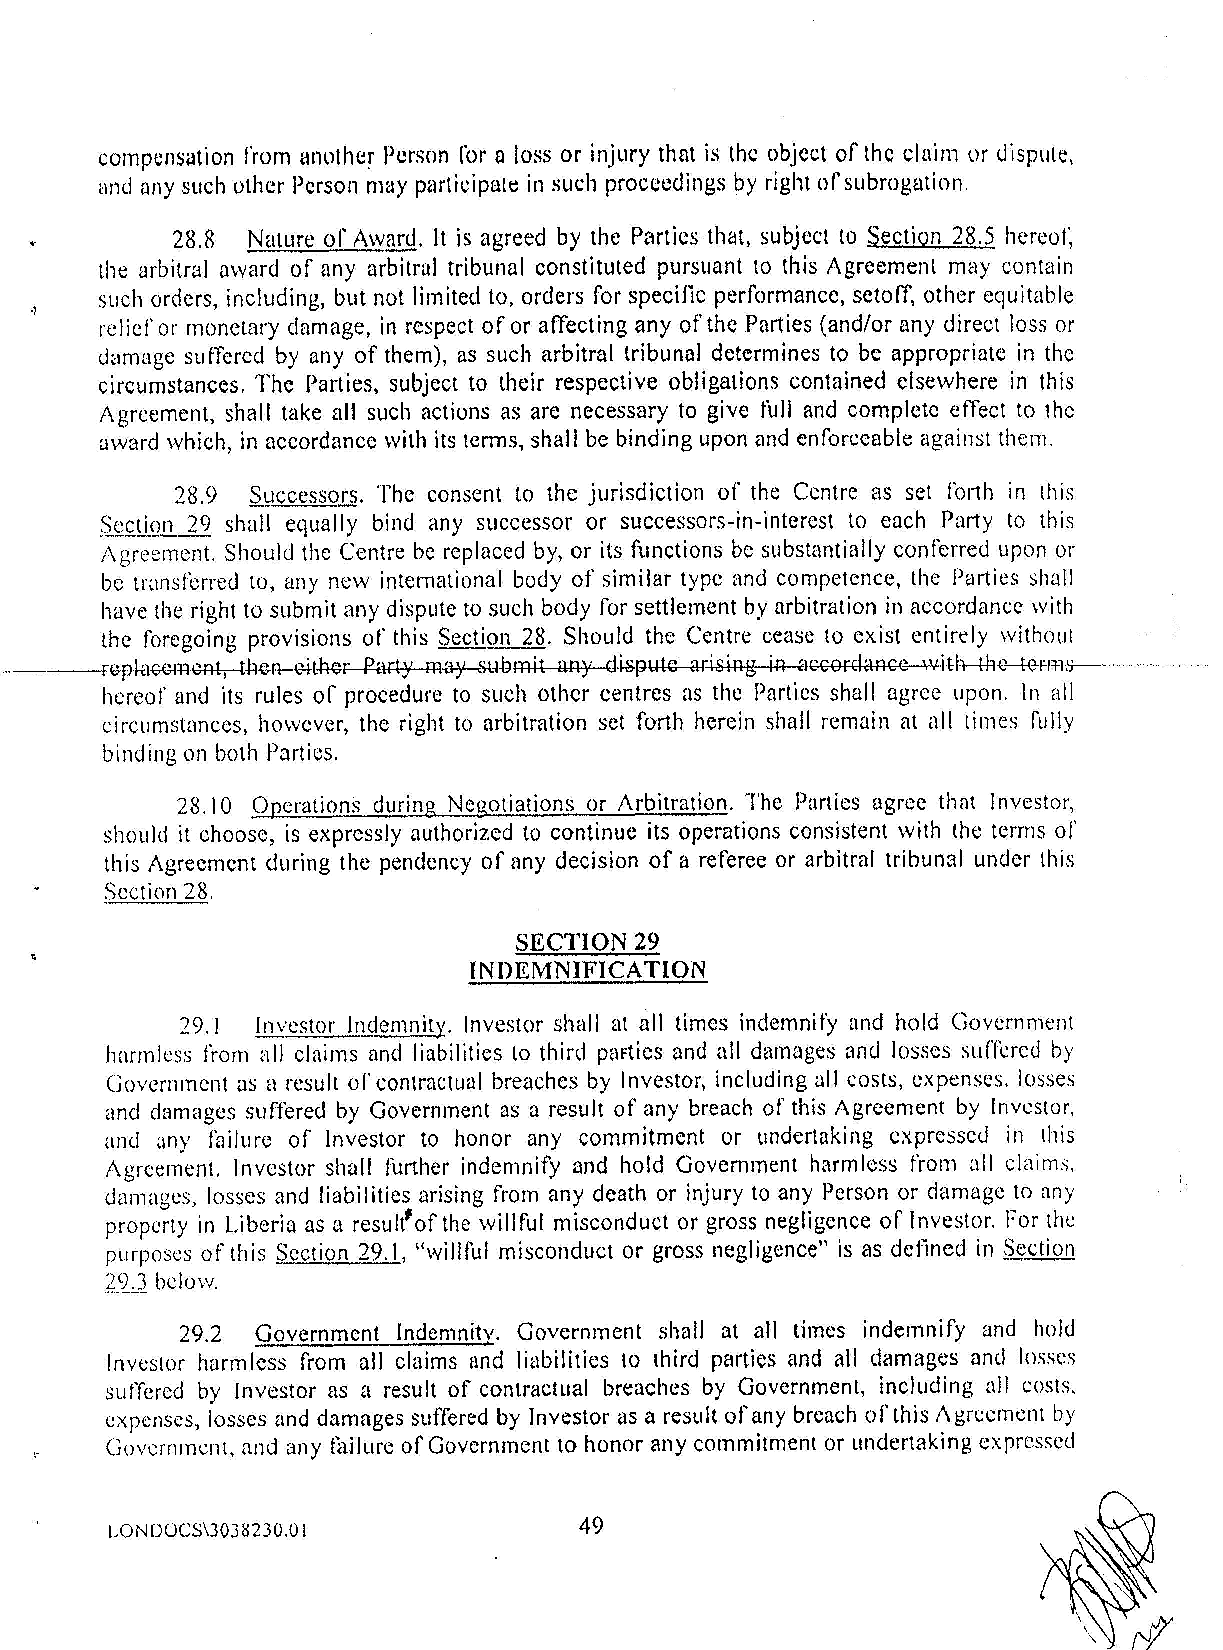 compensation from another Person for a loss or injury that is the object of the claim or dispute,
and any such other Person may participate in such proceedings by right of subrogation.
28.8 Nature of Award. It is agreed by the Parties that, subject to Section 28.5 hereof,
the arbitral award of any arbitral tribunal constituted pursuant to this Agreement may contain
such orders, including, but not limited to, orders for specific performance, setoff, other equitable
relief or monetary damage, in respect of or affecting any of the Parties (and/or any direct loss or
damage suffered by any of them), as such arbitral tribunal determines to be appropriate in the
circumstances. The Parties, subject to their respective obligations contained elsewhere in this
Agreement, shall take all such actions as are necessary to give full and complete effect to the
award which, in accordance with its terms, shall be binding upon and enforceable against them.
28.9 Successors. The consent to the jurisdiction of the Centre as set forth in this
Section 29 shall equally bind any successor or successors-in-interest to each Party to this
Agreement. Should the Centre be replaced by, or its functions be substantially conferred upon or
be transferred to, any new international body of similar type and competence, the Parties shall
have the right to submit any dispute to such body for settlement by arbitration in accordance with
the foregoing provisions of this Section 28. Should the Centre cease to exist entirely without
replacement, then either Party may submit any dispute arising in accordance with the terms
hereof and its rules of procedure to such other centres as the Parties shall agree upon. In all
circumstances, however, the right to arbitration set forth herein shall remain at all times fully
binding on both Parties.
28.10 Operations during Negotiations or Arbitration. The Parties agree that Investor,
should it choose, is expressly authorized to continue its operations consistent with the terms of
this Agreement during the pendency of any decision of a referee or arbitral tribunal under this
Section 28.
SECTION 29
INDEMNIFICATION
29.1 Investor Indemnity. Investor shall at all times indemnify and hold Government
harmless from all claims and liabilities to third parties and all damages and losses suffered by
Government as a result of contractual breaches by Investor, including all costs, expenses, losses
and damages suffered by Government as a result of any breach of this Agreement by Investor,
and any failure of Investor to honor any commitment or undertaking expressed in this
Agreement. Investor shall further indemnify and hold Government harmless from all claims,
damages, losses and liabilities arising from any death or injury to any Person or damage to any
property in Liberia as a result of the willful misconduct or gross negligence of Investor. For the
purposes of this Section 29.1, "willful misconduct or gross negligence" is as defined in Section
29.3 below.
29.2 Government Indemnity. Government shall at all times indemnify and hold
Investor harmless from all claims and liabilities to third parties and all damages and losses
suffered by Investor as a result of contractual breaches by Government, including all costs,
expenses, losses and damages suffered by Investor as a result of any breach of this Agreement by
Government, and any failure of Government to honor any commitment or undertaking expressed
LONDOCS\3038230.01
49